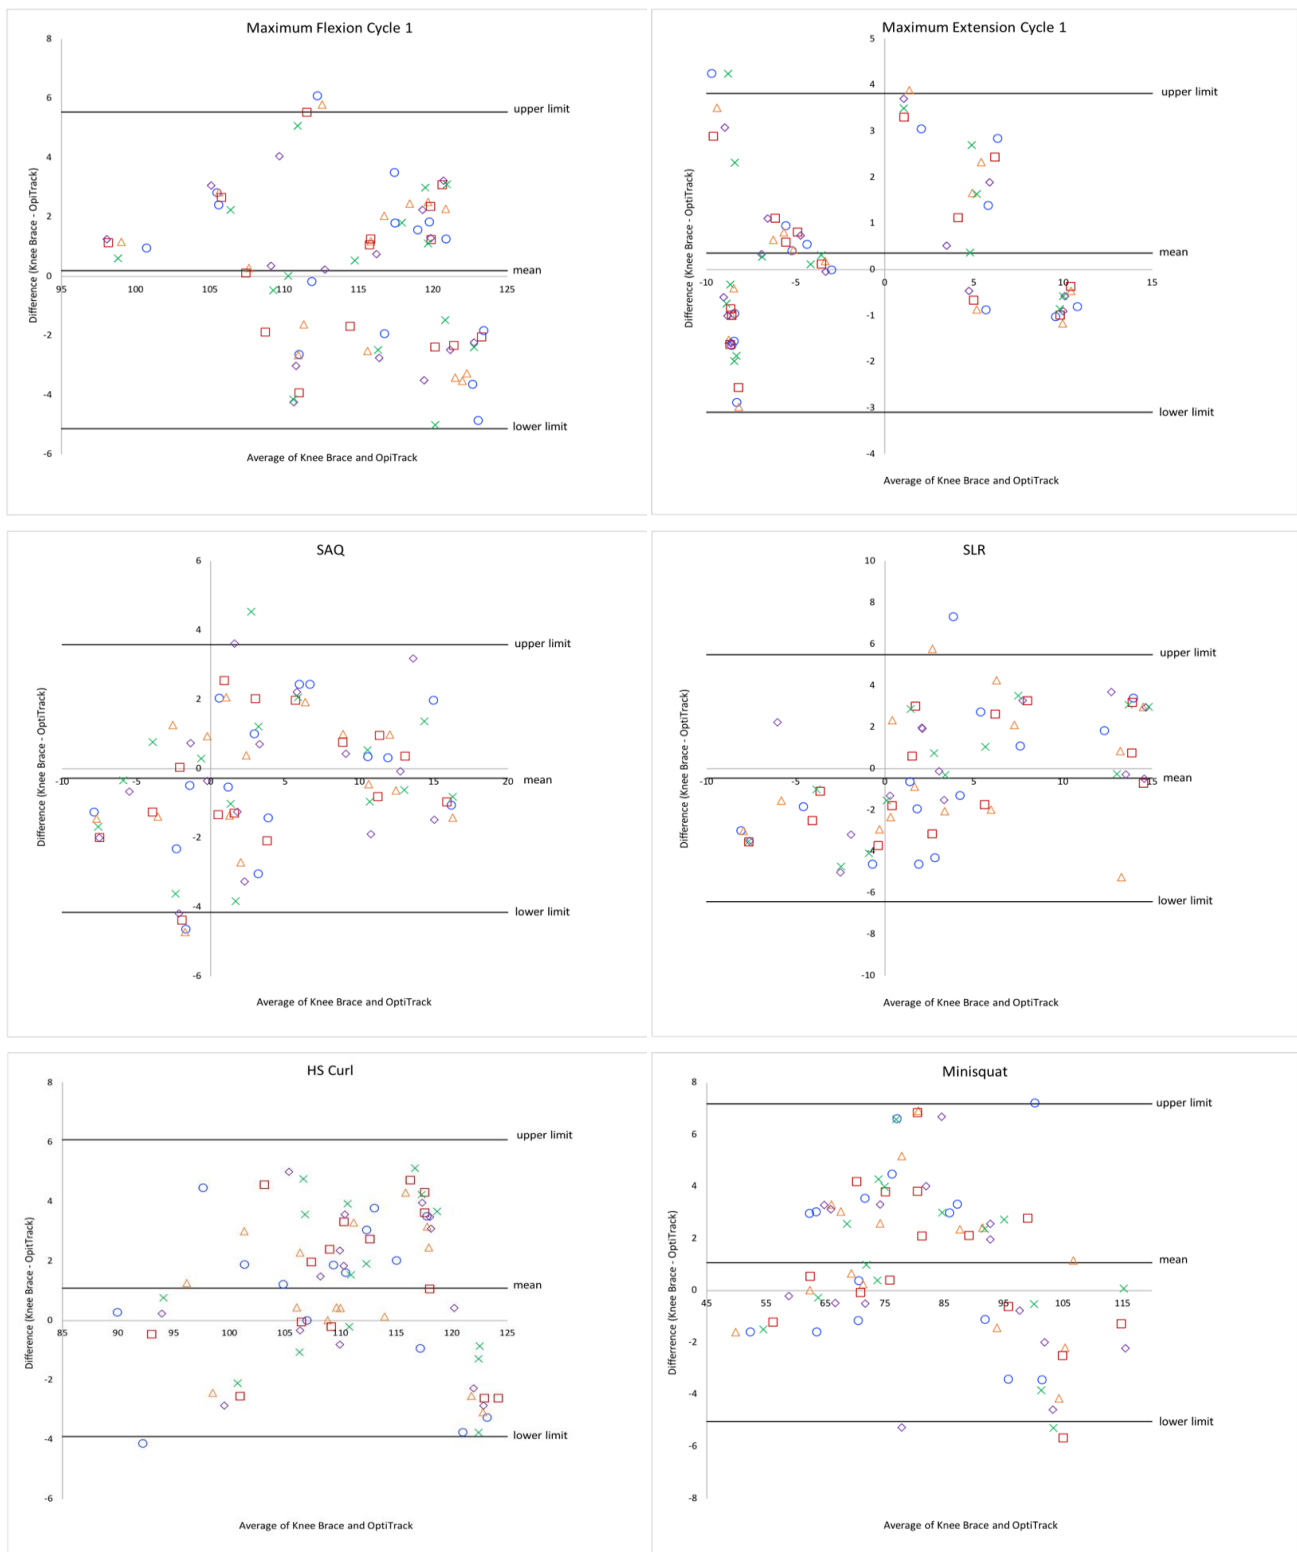 Maximum Flexion Cycle 1
8
6
upper limit
4
2
mean
95 100 105 110 115 120 125
-2
-4
lower limit
-6
Difference (Knee Brace - OpiTrack)
Average of Knee Brace and OpiTrack
Maximum Extension Cycle 1
5
4
upper limit
3
2
1
mean
0
-10 -5 0 5 10 15
-1
-2
-3
lower limit
-4
Difference (Knee Brace - OptiTrack)
Average of Knee Brace and OptiTrack
SAQ
6
4
upper limit
2
0
-10 -5 0 5 10 15 20
mean
-2
-4
lower limit
-6
Difference (Knee Brace - OptiTrack)
Average of Knee Brace and OptiTrack
SLR
10
8
6
upper limit
4
2
0
-10 -5 0 5 10 15
mean
-2
-4
-6
lower limit
-8
-10
Difference (Knee Brace - OptiTrack)
Average of Knee Brace and OptiTrack
HS Curl
8
6
upper limit
4
2
mean
0
85 90 95 100 105 110 115 120 125
-2
-4
lower limit
-6
Difference (Knee Brace - OpitTrack)
Average of Knee Brace and OptiTrack
Minisquat
8
upper limit
6
4
2
mean
0
45 55 65 75 85 95 105 115
-2
-4
lower limit
-6
-8
Differrence (Knee Brace - OptiTrack)
Average of Knee Brace and OptiTrack